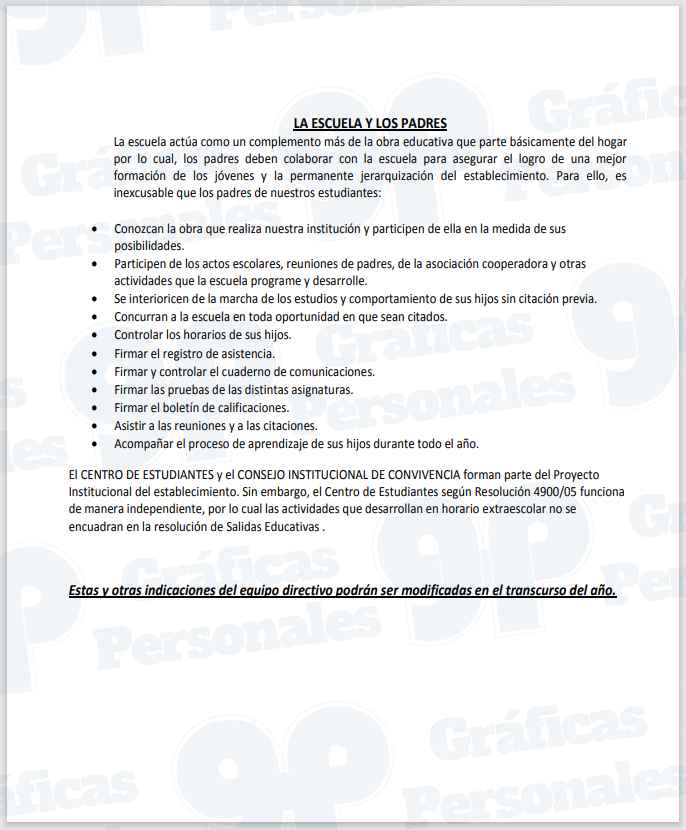 LA ESCUELA Y LOS PADRES
La escuela actúa como un complemento más de la obra educativa que parte básicamente del hogar
por lo cual, los padres deben colaborar con la escuela para asegurar el logro de una mejor
formación de los jóvenes y la permanente jerarquización del establecimiento. Para ello, es
inexcusable que los padres de nuestros estudiantes:
• Conozcan la obra que realiza nuestra institución y participen de ella en la medida de sus
posibilidades.
• Participen de los actos escolares, reuniones de padres, de la asociación cooperadora y otras
actividades que la escuela programe y desarrolle.
• Se interioricen de la marcha de los estudios y comportamiento de sus hijos sin citación previa.
• Concurran a la escuela en toda oportunidad en que sean citados.
• Controlar los horarios de sus hijos.
• Firmar el registro de asistencia.
• Firmar y controlar el cuaderno de comunicaciones.
• Firmar las pruebas de las distintas asignaturas.
• Firmar el boletín de calificaciones.
• Asistir a las reuniones y a las citaciones.
• Acompañar el proceso de aprendizaje de sus hijos durante todo el año.
El CENTRO DE ESTUDIANTES y el CONSEJO INSTITUCIONAL DE CONVIVENCIA forman parte del Proyecto
Institucional del establecimiento. Sin embargo, el Centro de Estudiantes según Resolución 4900/05 funciona
de manera independiente, por lo cual las actividades que desarrollan en horario extraescolar no se
encuadran en la resolución de Salidas Educativas .
Estas y otras indicaciones del equipo directivo podrán ser modificadas en el transcurso del año.
gp Gráficas
Personales